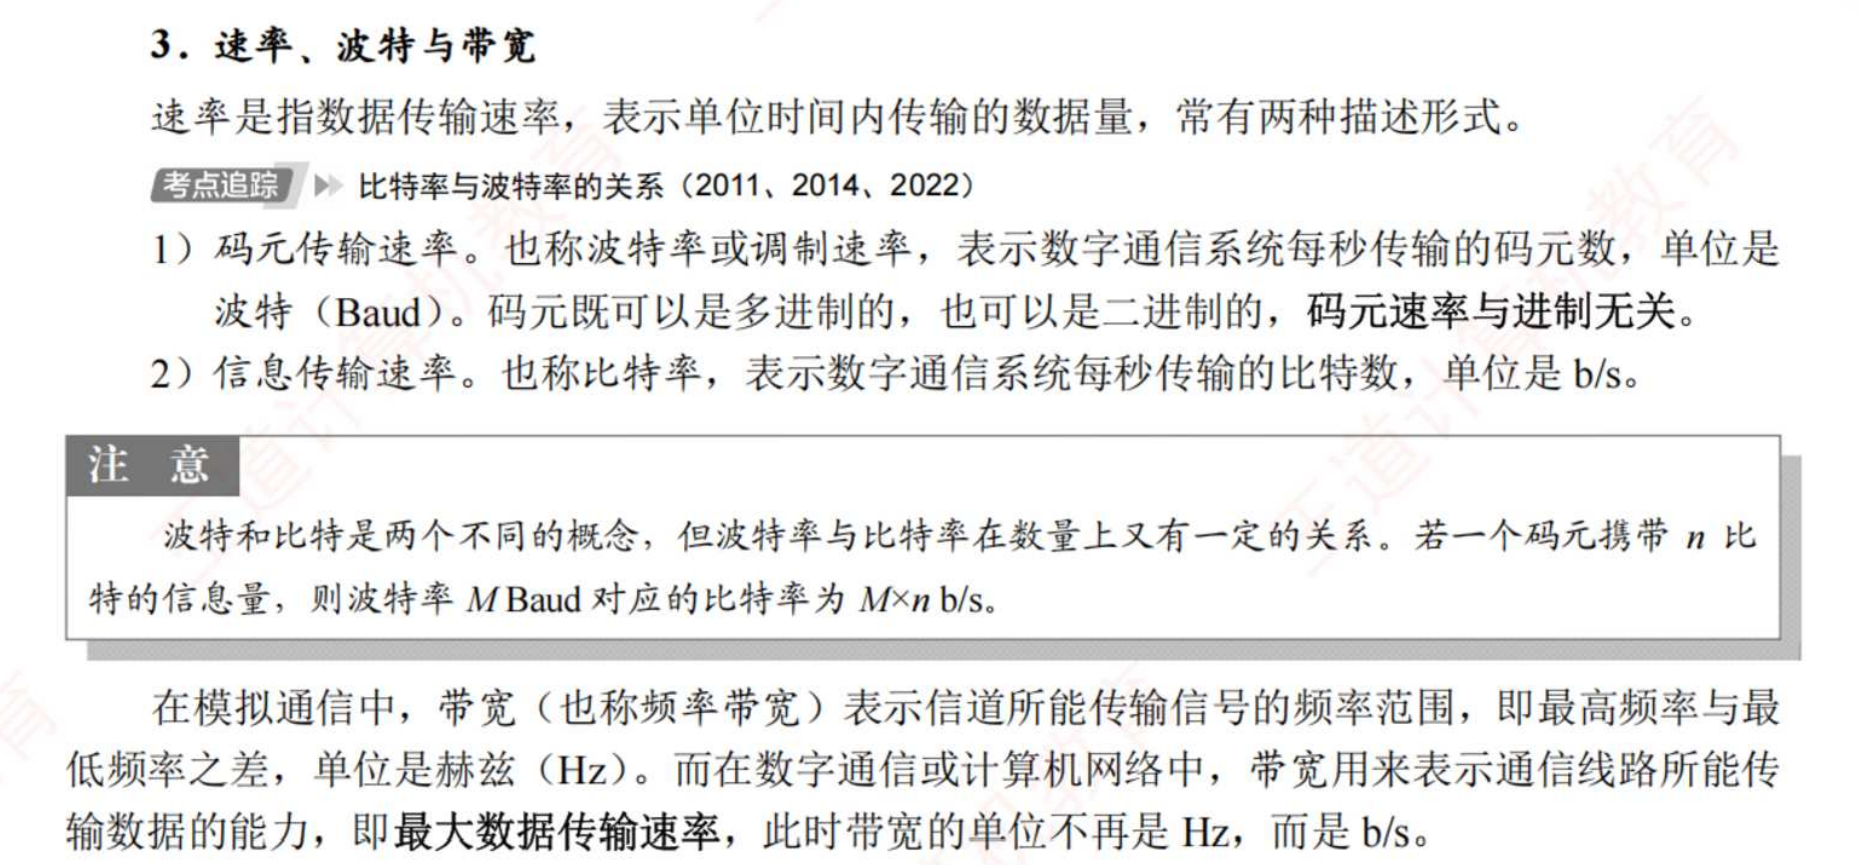 3．速率、波特与带宽
速率是指数据传输速率，表示单位时间内传输的数据量，常有两种描述形式。
考点追踪 比特率与波特率的关系（2011、2014、2022）
1）码元传输速率。也称波特率或调制速率，表示数字通信系统每秒传输的码元数，单位是
波特（Baud）。码元既可以是多进制的，也可以是二进制的，码元速率与进制无关。
2）信息传输速率。也称比特率，表示数字通信系统每秒传输的比特数，单位是 b/s。
注 意
波特和比特是两个不同的概念，但波特率与比特率在数量上又有一定的关系。若一个码元携带 n 比
特的信息量，则波特率 M Baud 对应的比特率为 M×n b/s。
在模拟通信中，带宽（也称频率带宽）表示信道所能传输信号的频率范围，即最高频率与最
低频率之差，单位是赫兹（Hz）。而在数字通信或计算机网络中，带宽用来表示通信线路所能传
输数据的能力，即最大数据传输速率，此时带宽的单位不再是 Hz，而是 b/s。
王道计算机教育
王道计算机教育